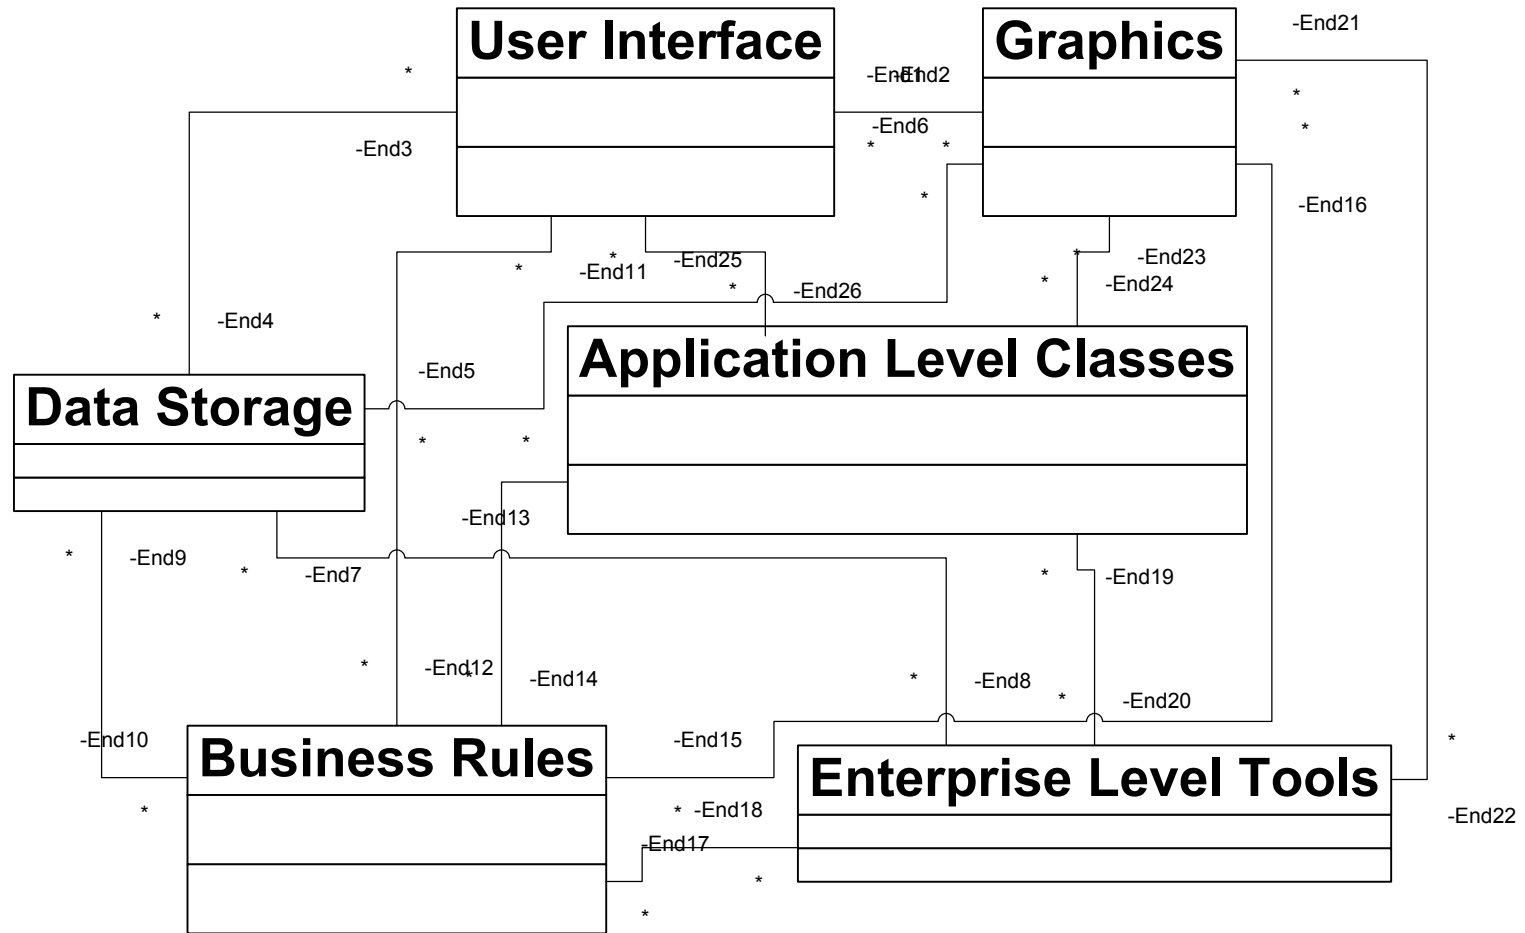 User Interface
Graphics
-End21
*
-End1
-End2
*
-End6
*
-End3
*
*
*
-End16
*
*
*
-End11
-End25
*
-End23
*
-End26
*
-End24
*
-End4
Application Level Classes
-End5
Data Storage
*
*
-End13
*
-End9
*
-End7
*
-End19
*
-End12
*
-End14
*
-End8
*
-End20
-End10
Business Rules
-End15
*
Enterprise Level Tools
*
*
-End18
-End22
-End17
*
*